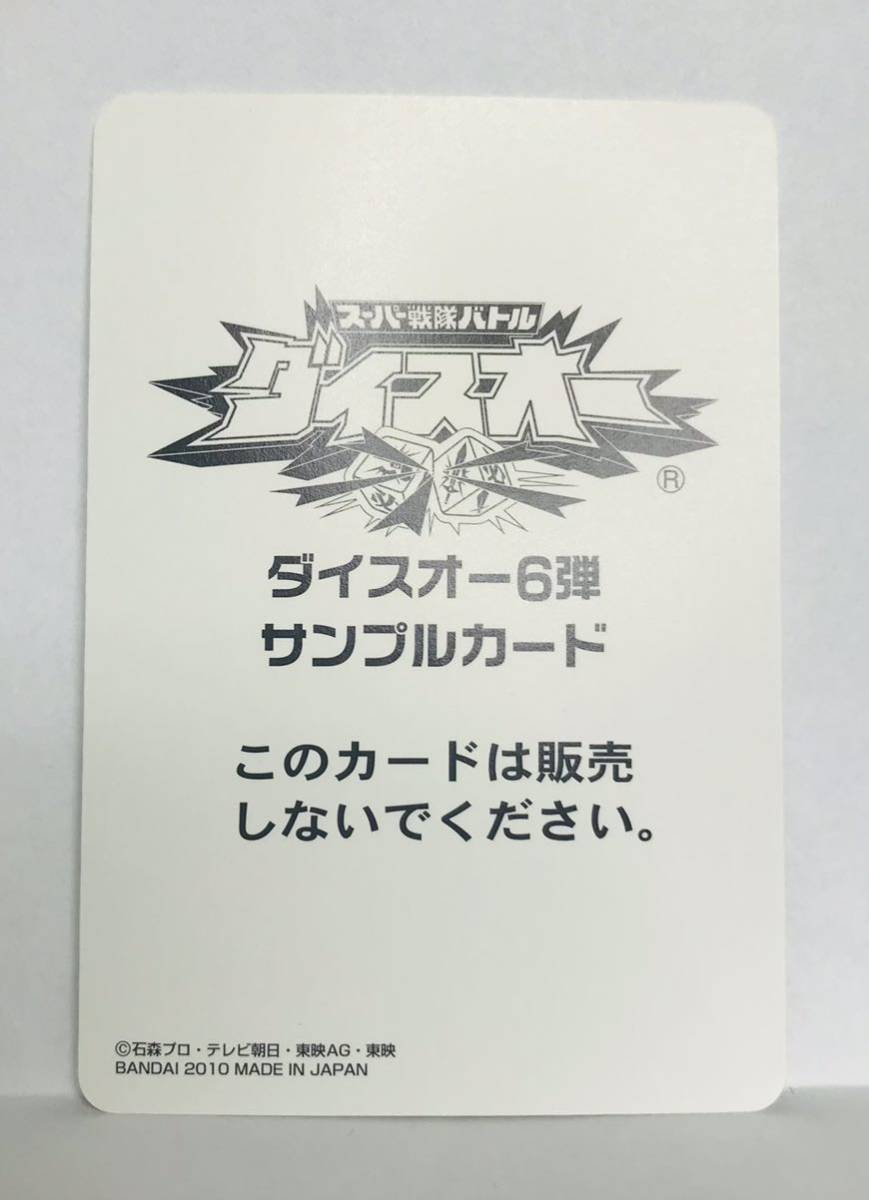 スーパー戦隊バトル
ダイスオー
®
ダイスオー6弾
サンプルカード
このカードは販売
しないでください。
©石森プロ・テレビ朝日・東映AG・東映
BANDAI 2010 MADE IN JAPAN